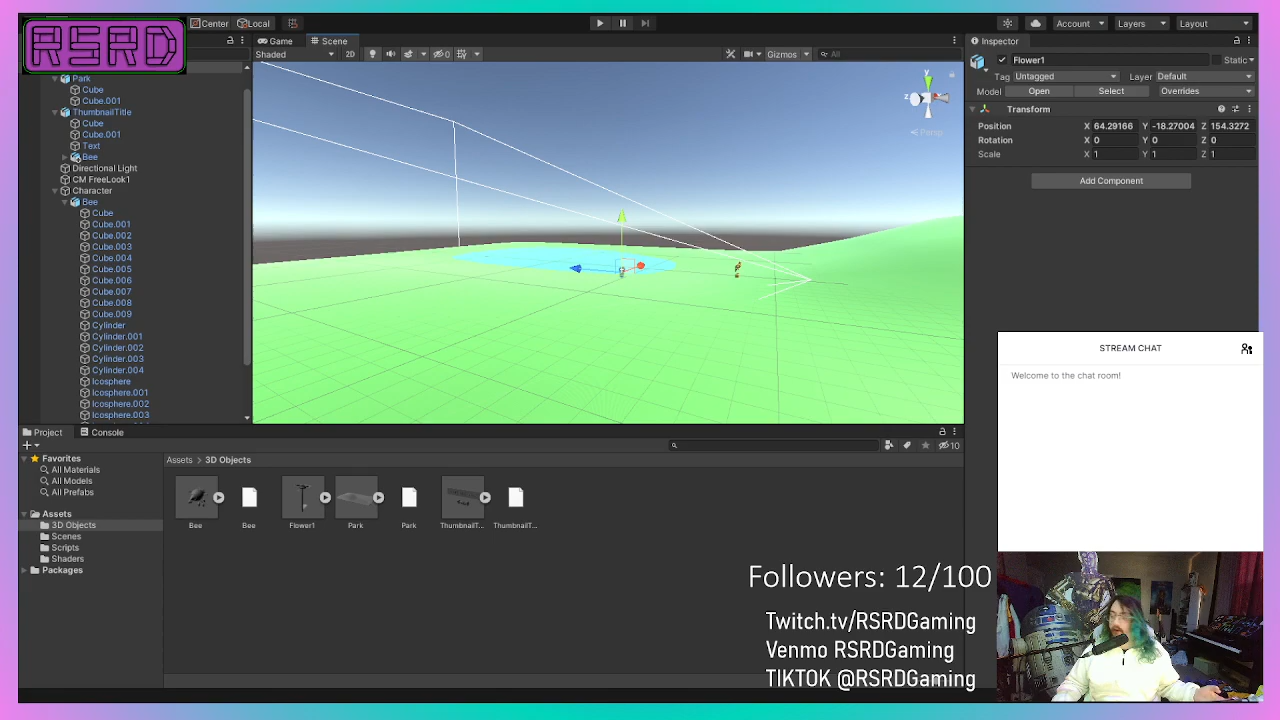 RSRD
Center
Local
Account
Layers
Layout
Game
Scene
Inspector
Shaded
2D
0
Gizmos
All
Flower1
Static
Tag Untagged Layer Default
Model Open Select Overrides
Transform
Position X 64.29166 Y -18.27004 Z 154.3272
Rotation X 0 Y 0 Z 0
Scale X 1 Y 1 Z 1
Add Component
y
z
Persp
Park
Cube
Cube.001
ThumbnailTitle
Cube
Cube.001
Text
Bee
Directional Light
CM FreeLook1
Character
Bee
Cube
Cube.001
Cube.002
Cube.003
Cube.004
Cube.005
Cube.006
Cube.007
Cube.008
Cube.009
Cylinder
Cylinder.001
Cylinder.002
Cylinder.003
Cylinder.004
Icosphere
Icosphere.001
Icosphere.002
Icosphere.003
STREAM CHAT
Welcome to the chat room!
Project
Console
10
Favorites
All Materials
All Models
All Prefabs
Assets
3D Objects
Scenes
Scripts
Shaders
Packages
Assets > 3D Objects
Bee
Bee
Flower1
Park
Park
ThumbnailT...
ThumbnailT...
Followers: 12/100
Twitch.tv/RSRDGaming
Venmo RSRDGaming
TIKTOK @RSRDGaming